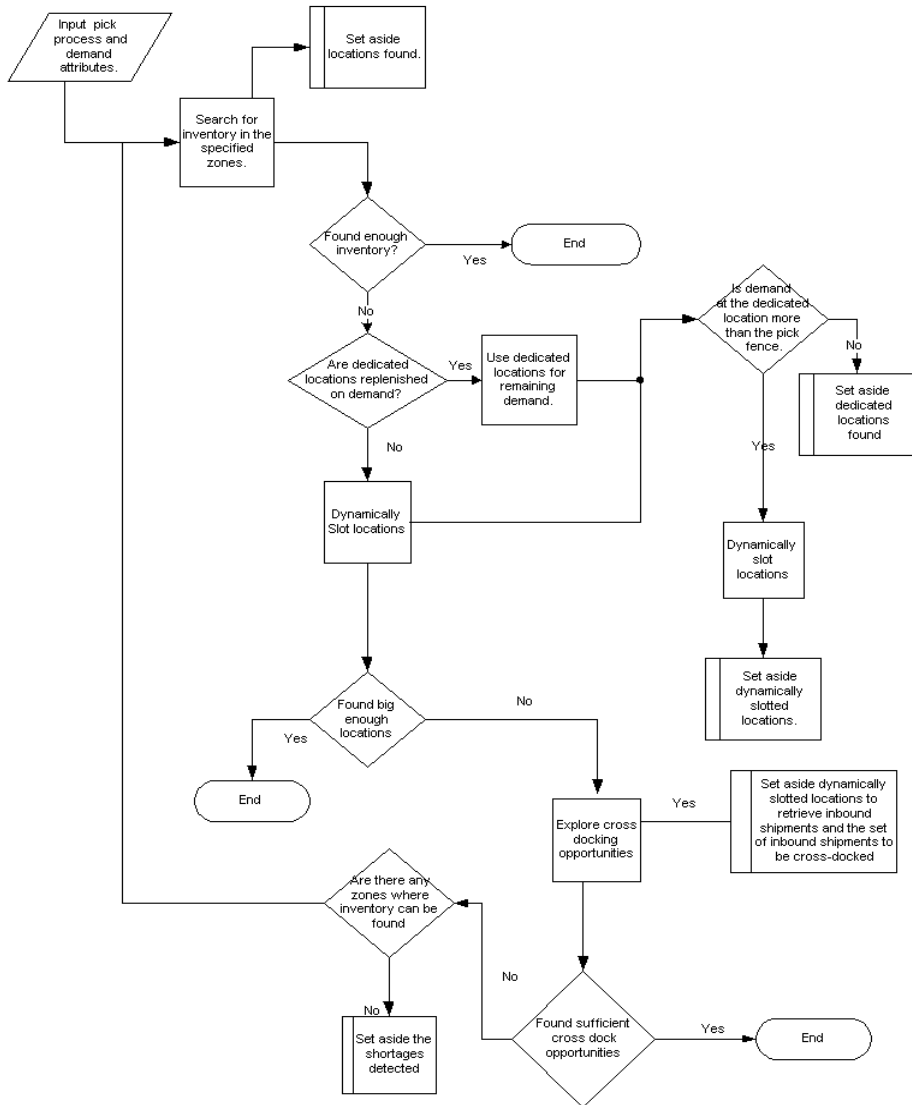 Input pick
process and
demand
attributes.
Set aside
locations found.
Search for
inventory in the
specified
zones.
Found enough
inventory?
Yes
End
No
Is demand
at the dedicated
location more
than the pick
fence.
No
Are dedicated
locations replenished
on demand?
Yes
Use dedicated
locations for
remaining
demand.
Set aside
dedicated
locations
found
No
Yes
Dynamically
Slot locations
Dynamically
slot
locations
Set aside
dynamically
slotted
locations.
Found big
enough
locations
No
Yes
End
Explore cross
docking
opportunities
Yes
Set aside dynamically
slotted locations to
retrieve inbound
shipments and the set
of inbound shipments to
be cross-docked
Are there any
zones where
inventory can be
found
No
No
Set aside the
shortages
detected
Found sufficient
cross dock
opportunities
Yes
End